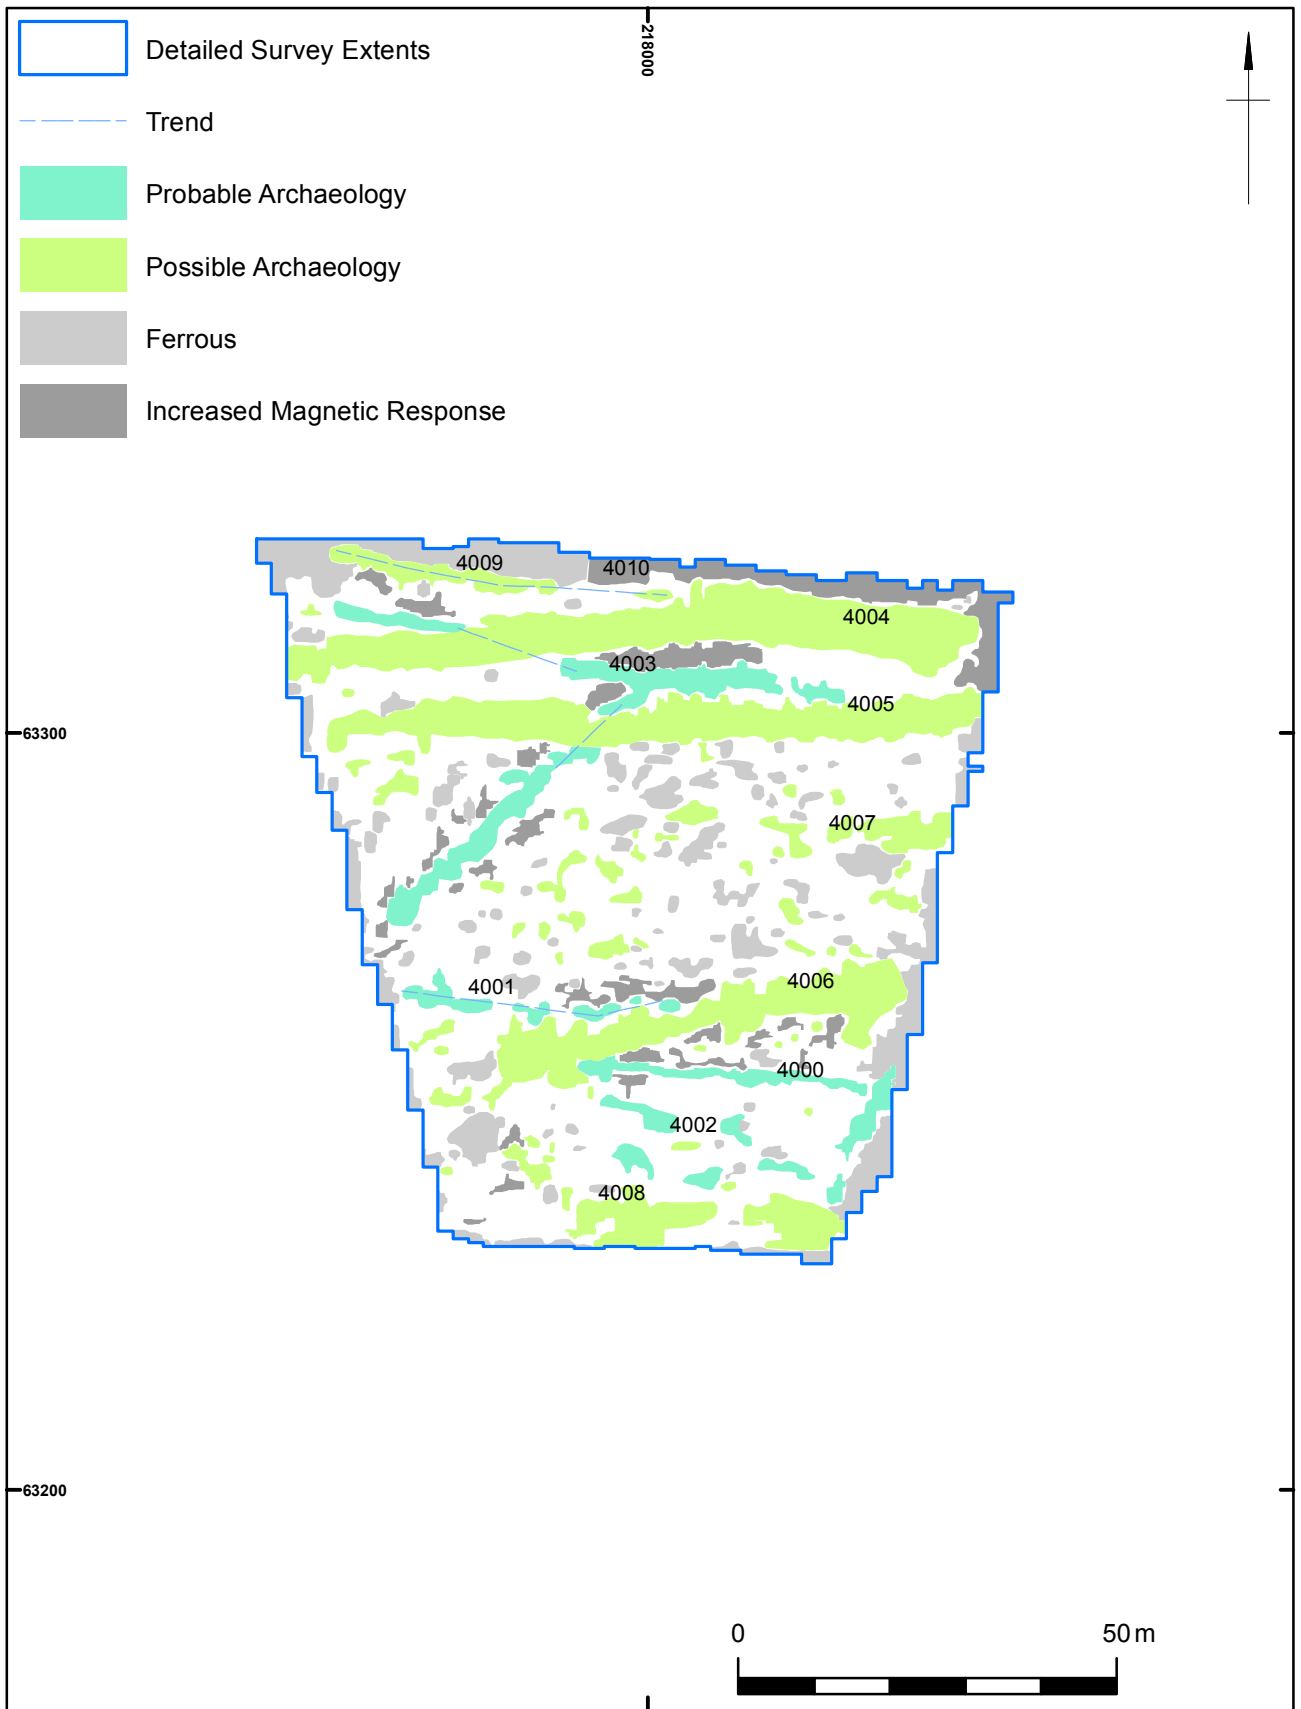 218000
Detailed Survey Extents
Trend
Probable Archaeology
Possible Archaeology
Ferrous
Increased Magnetic Response
4009
4010
4004
4003
4005
63300
4007
4006
4001
4000
4002
4008
63200
0 50 m